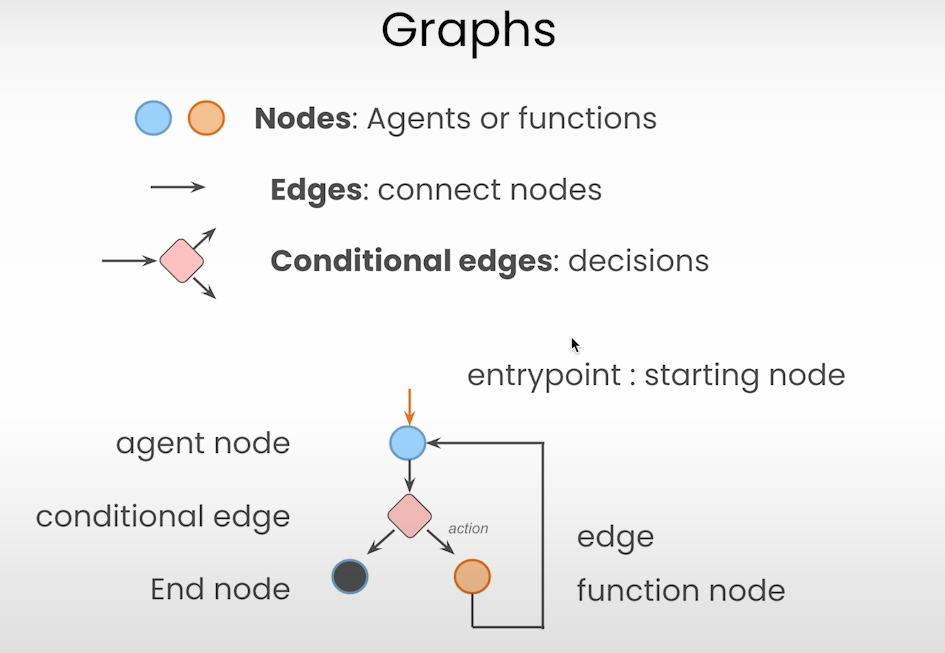 Graphs
Nodes: Agents or functions
Edges: connect nodes
Conditional edges: decisions
entrypoint : starting node
agent node
conditional edge
action
edge
End node
function node